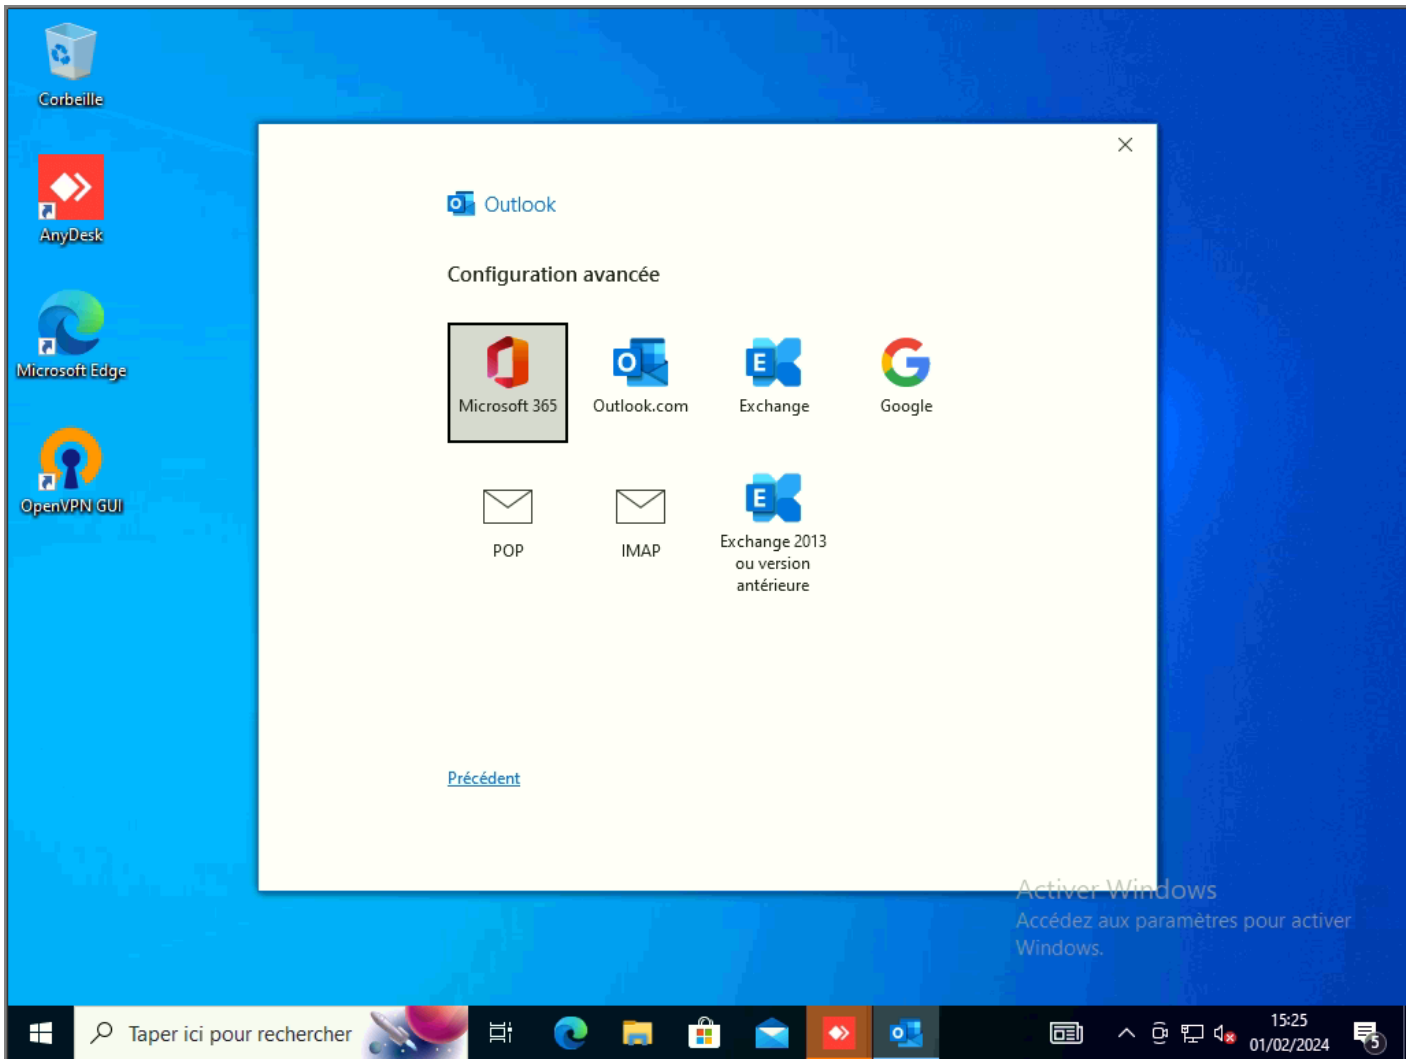 Corbeille
AnyDesk
Microsoft Edge
OpenVPN GUI
Outlook
Configuration avancée
Microsoft 365
Outlook.com
Exchange
Google
POP
IMAP
Exchange 2013
ou version
antérieure
Précédent
Activer Windows
Accédez aux paramètres pour activer
Windows.
Taper ici pour rechercher
15:25
01/02/2024
5